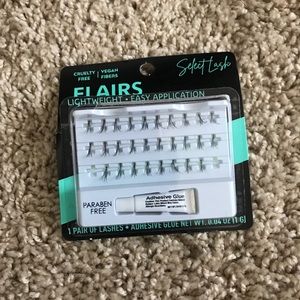 CRUELTY FREE
VEGAN FIBERS
Select Lash
FLAIRS
LIGHTWEIGHT • EASY APPLICATION
PARABEN
FREE
Adhesive Glue
1 PAIR OF LASHES • ADHESIVE GLUE NET WT. 0.04 OZ (1 G)